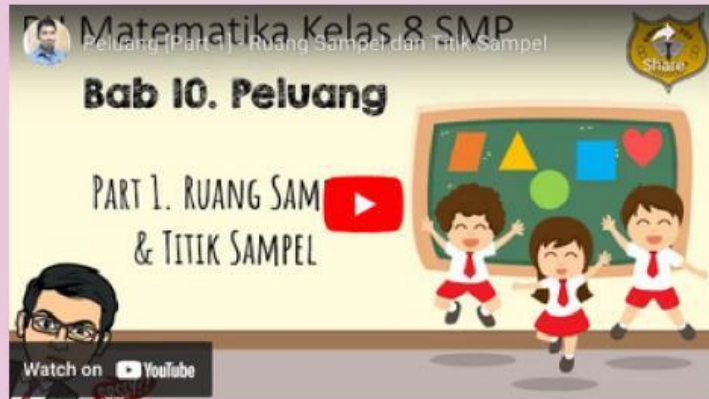 Matematika Kelas 8 SMP
Peluang [Part 1] - Ruang Sampel dan Titik Sampel
Share
Bab 10. Peluang
PART 1. RUANG SAM
& TITIK SAMPEL
Watch on YouTube